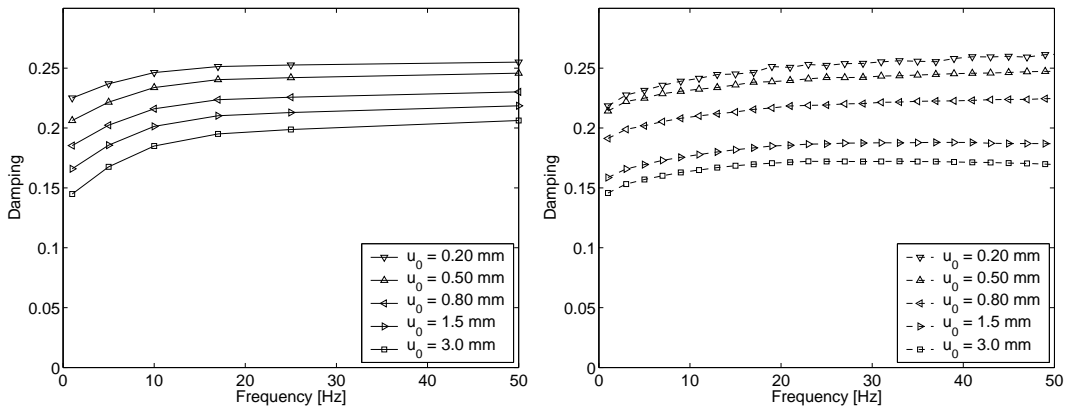 0.25
0.2
0.15
0.1
0.05
0
Damping
0 10 20 30 40 50
Frequency [Hz]
u0 = 0.20 mm
u0 = 0.50 mm
u0 = 0.80 mm
u0 = 1.5 mm
u0 = 3.0 mm
0.25
0.2
0.15
0.1
0.05
0
Damping
0 10 20 30 40 50
Frequency [Hz]
u0 = 0.20 mm
u0 = 0.50 mm
u0 = 0.80 mm
u0 = 1.5 mm
u0 = 3.0 mm